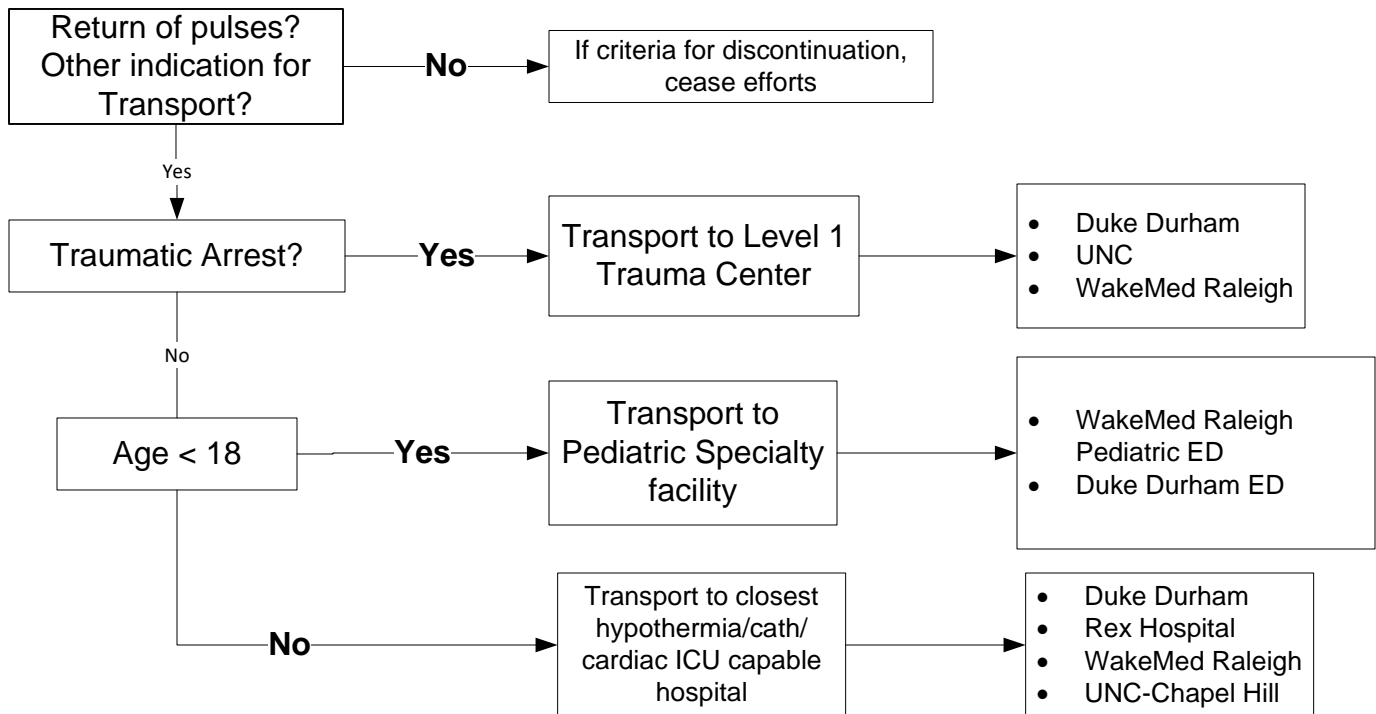 Return of pulses?
Other indication for
Transport?
No
If criteria for discontinuation,
cease efforts
Yes
Traumatic Arrest?
Yes
Transport to Level 1
Trauma Center
• Duke Durham
• UNC
• WakeMed Raleigh
No
Age < 18
Yes
Transport to
Pediatric Specialty
facility
• WakeMed Raleigh
Pediatric ED
• Duke Durham ED
No
Transport to closest
hypothermia/cath/
cardiac ICU capable
hospital
• Duke Durham
• Rex Hospital
• WakeMed Raleigh
• UNC-Chapel Hill